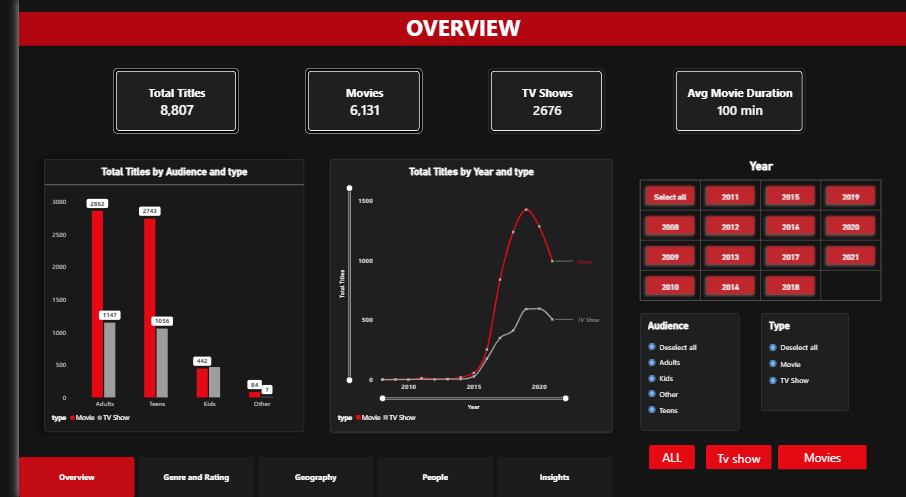 OVERVIEW
Total Titles
8,807
Movies
6,131
TV Shows
2676
Avg Movie Duration
100 min
Total Titles by Audience and type
3000
2500
2000
1500
1000
500
0
2862
1147
2743
1056
442
84
7
Adults
Teens
Kids
Other
type Movie TV Show
Total Titles by Year and type
Total Titles
1500
1000
500
0
Movie
TV Show
2010
2015
2020
Year
type Movie TV Show
Year
Select all 2011 2015 2019
2008 2012 2016 2020
2009 2013 2017 2021
2010 2014 2018
Audience
Deselect all
Adults
Kids
Other
Teens
Type
Deselect all
Movie
TV Show
ALL
Tv show
Movies
Overview
Genre and Rating
Geography
People
Insights